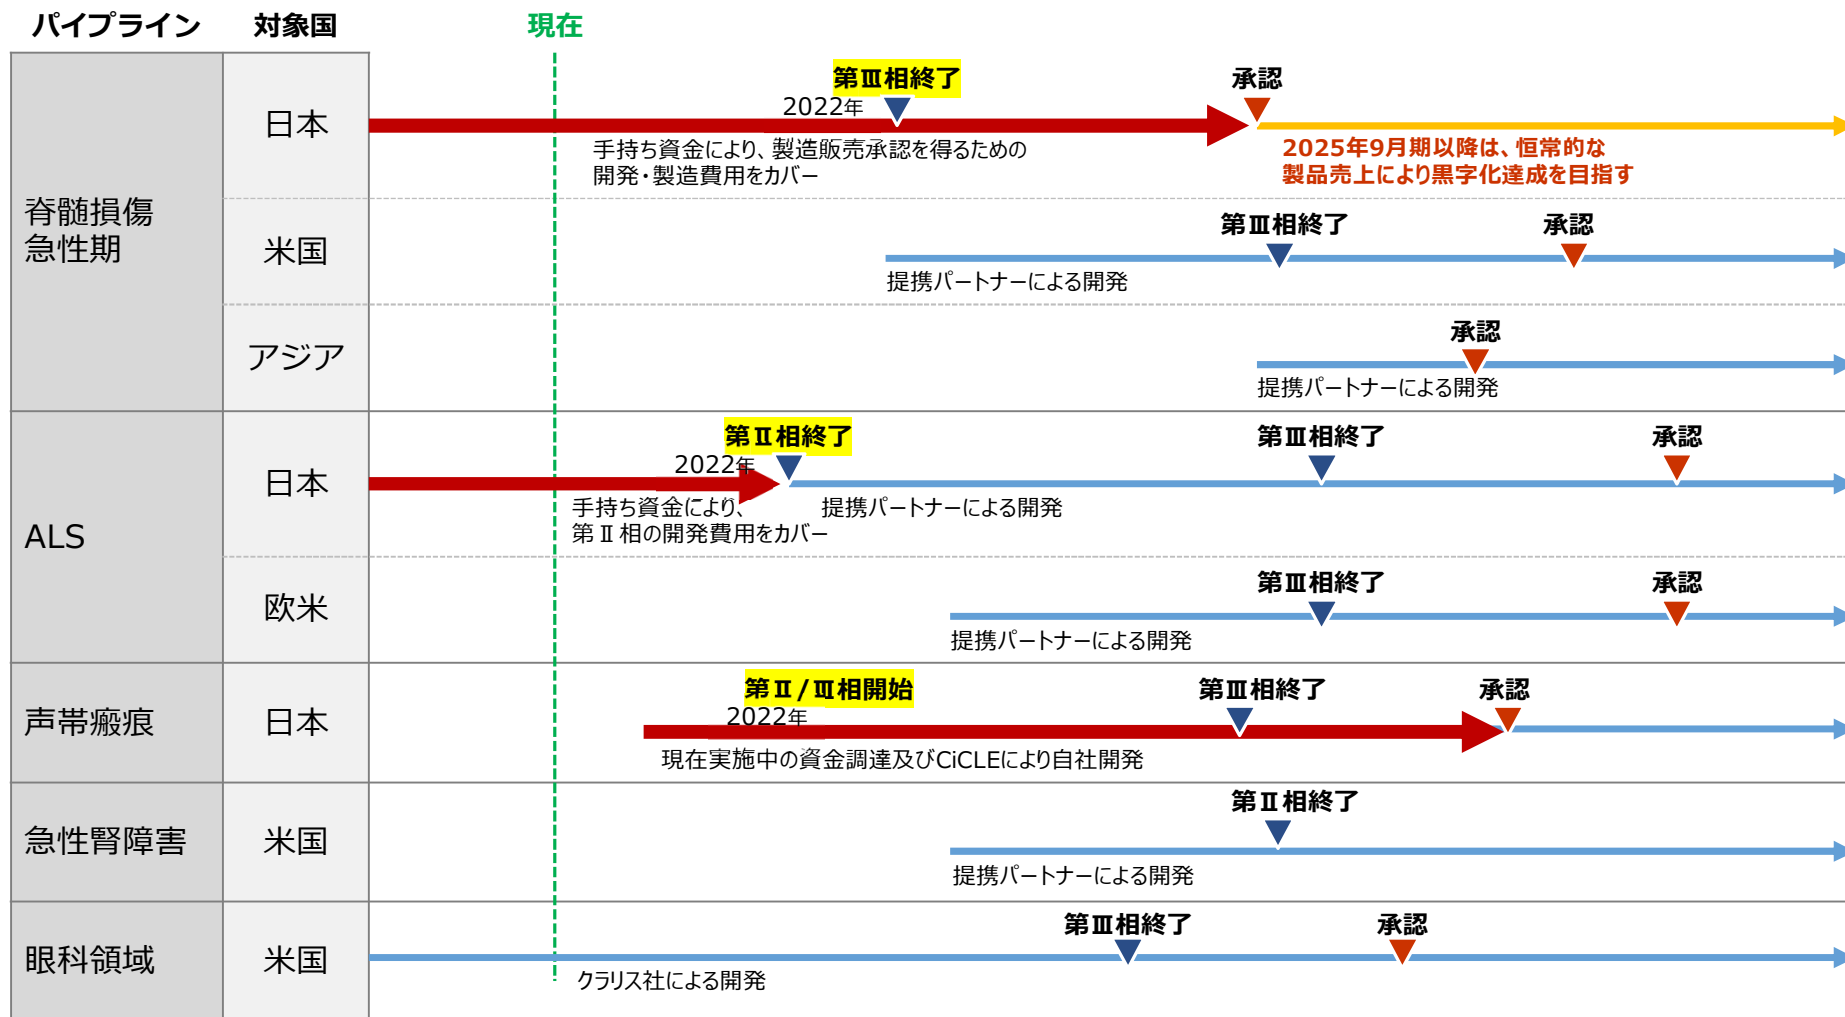 パイプライン 対象国 現在
脊髄損傷
急性期
日本
第Ⅲ相終了
2022年
承認
手持ち資金により、製造販売承認を得るための
開発・製造費用をカバー
2025年9月期以降は、恒常的な
製品売上により黒字化達成を目指す
米国
第Ⅲ相終了
承認
提携パートナーによる開発
アジア
承認
提携パートナーによる開発
ALS
日本
第Ⅱ相終了
2022年
第Ⅲ相終了
承認
手持ち資金により、
第Ⅱ相の開発費用をカバー
提携パートナーによる開発
欧米
第Ⅲ相終了
承認
提携パートナーによる開発
声帯瘢痕
日本
第Ⅱ/Ⅲ相開始
2022年
第Ⅲ相終了
承認
現在実施中の資金調達及びCiCLEにより自社開発
急性腎障害
米国
第Ⅱ相終了
提携パートナーによる開発
眼科領域
米国
第Ⅲ相終了
承認
クラリス社による開発